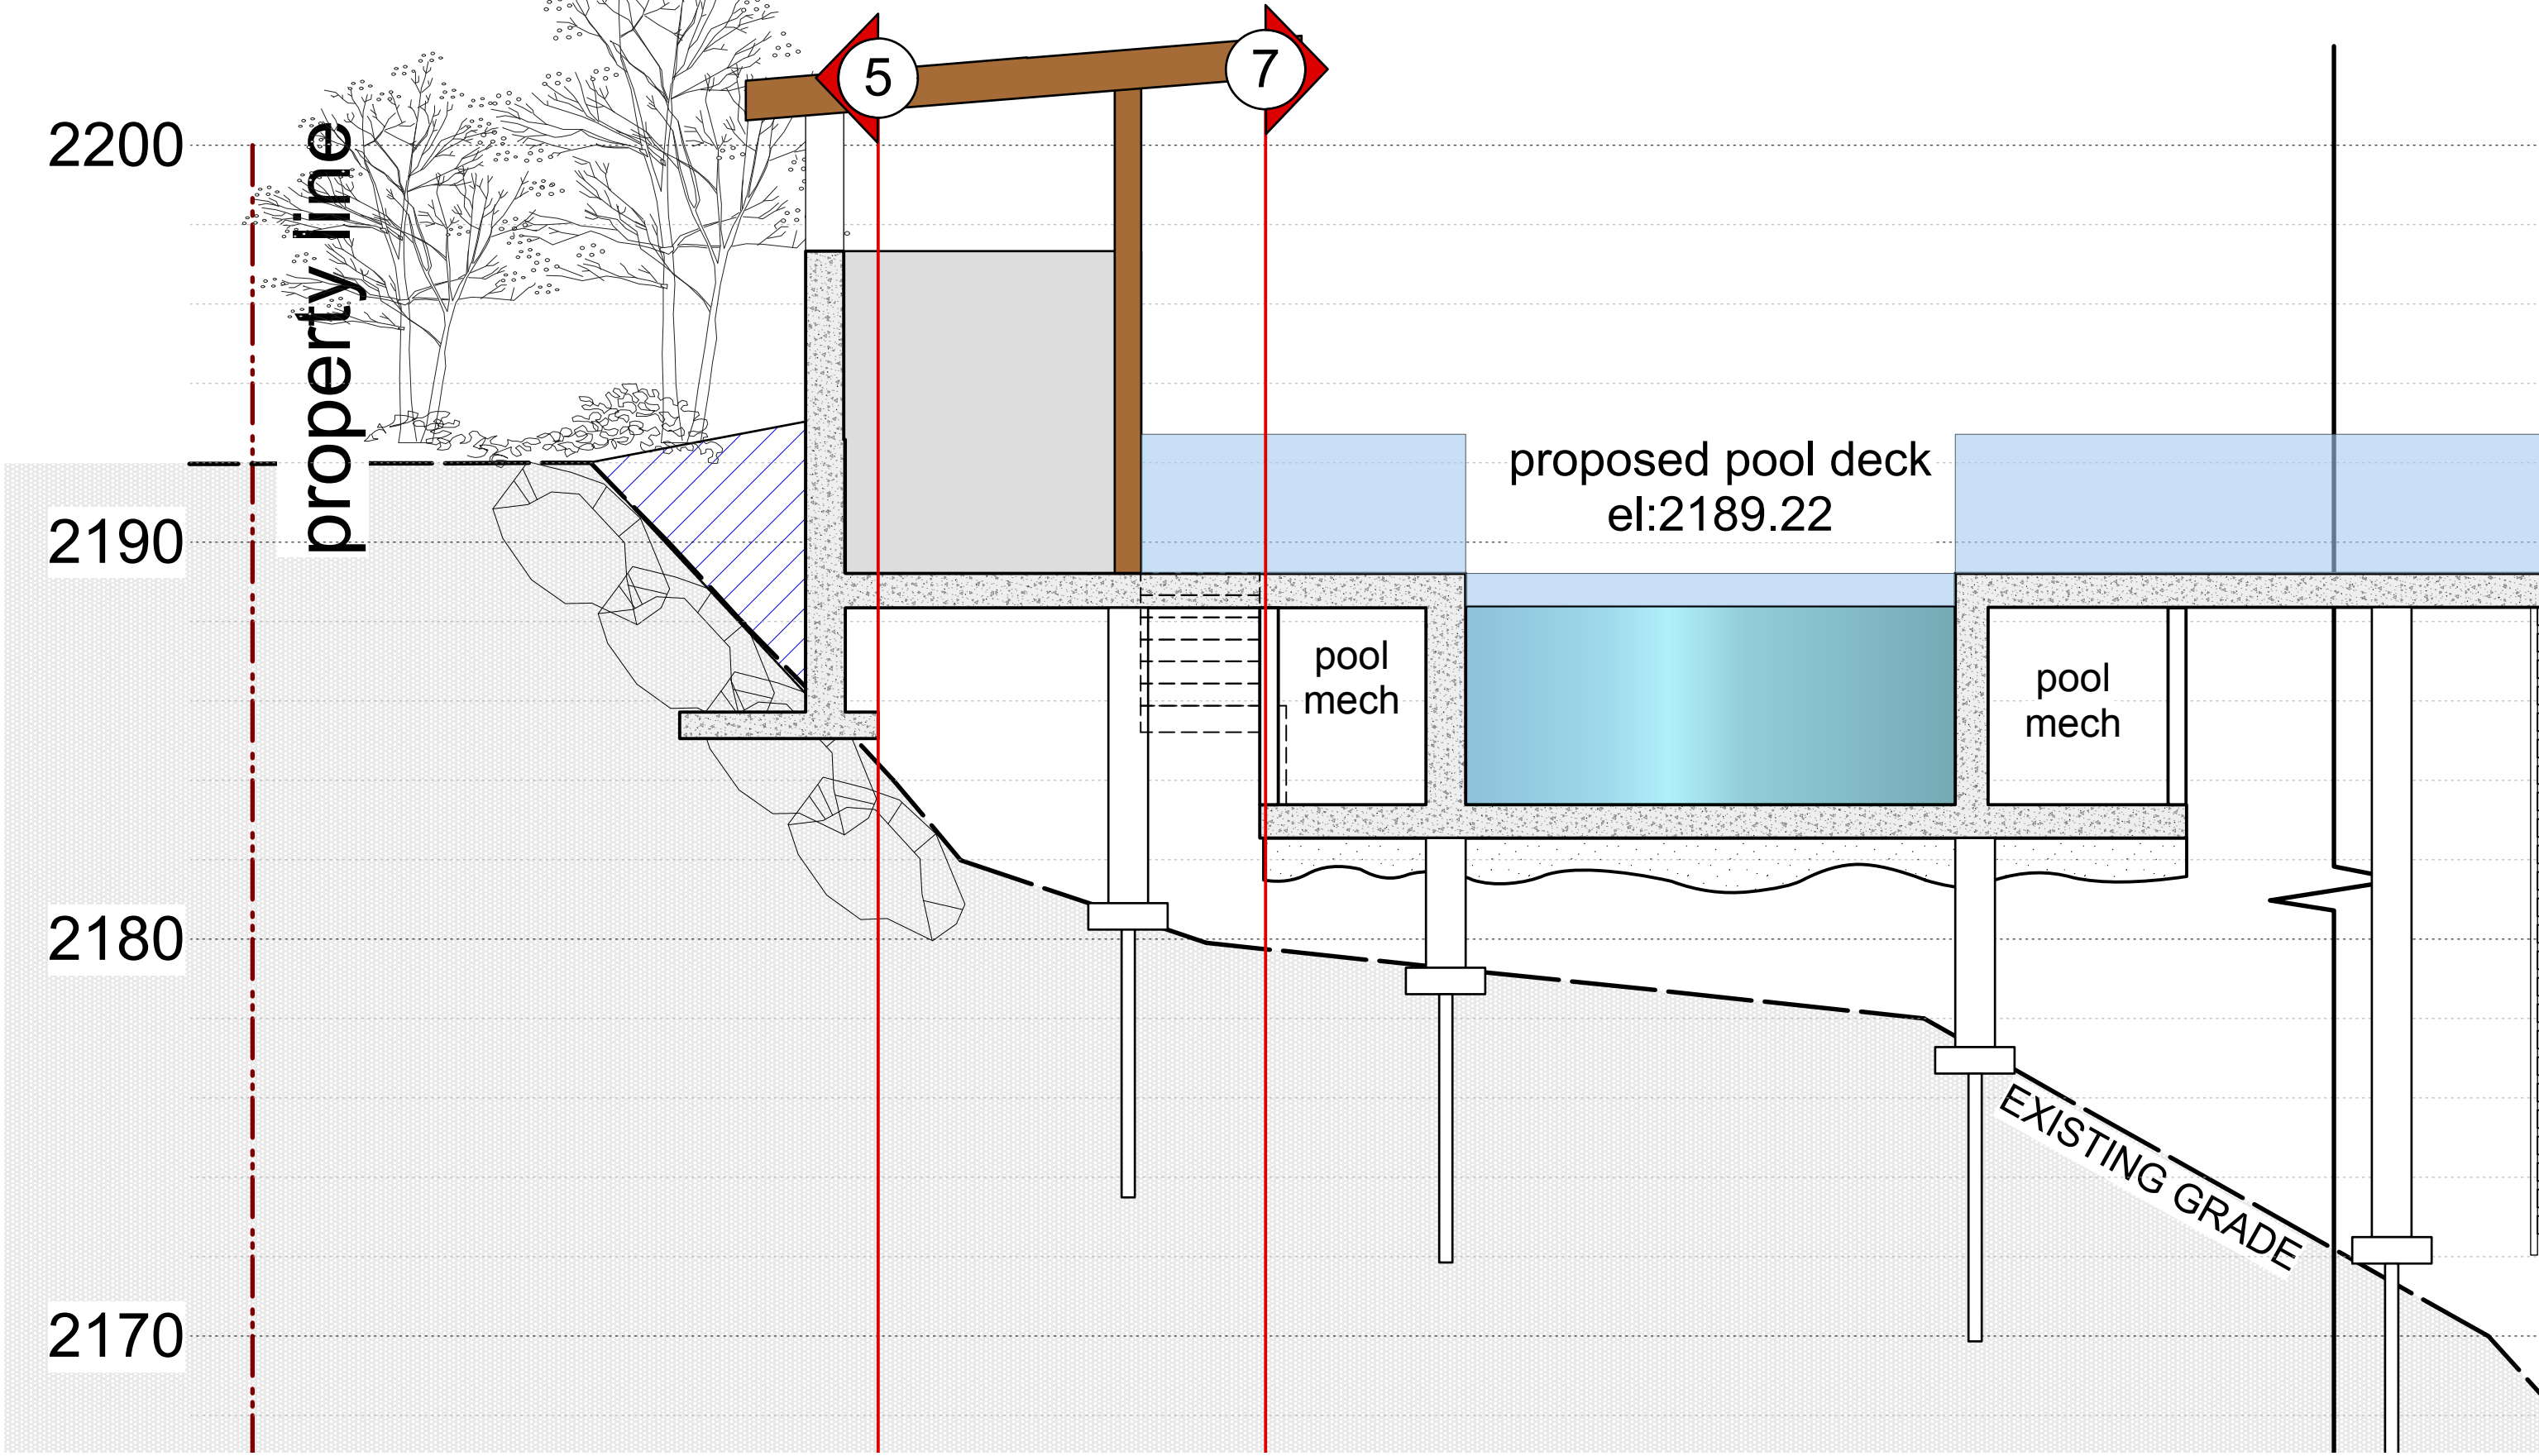 5
7
2200
property line
proposed pool deck
el:2189.22
2190
pool
mech
pool
mech
2180
EXISTING GRADE
2170